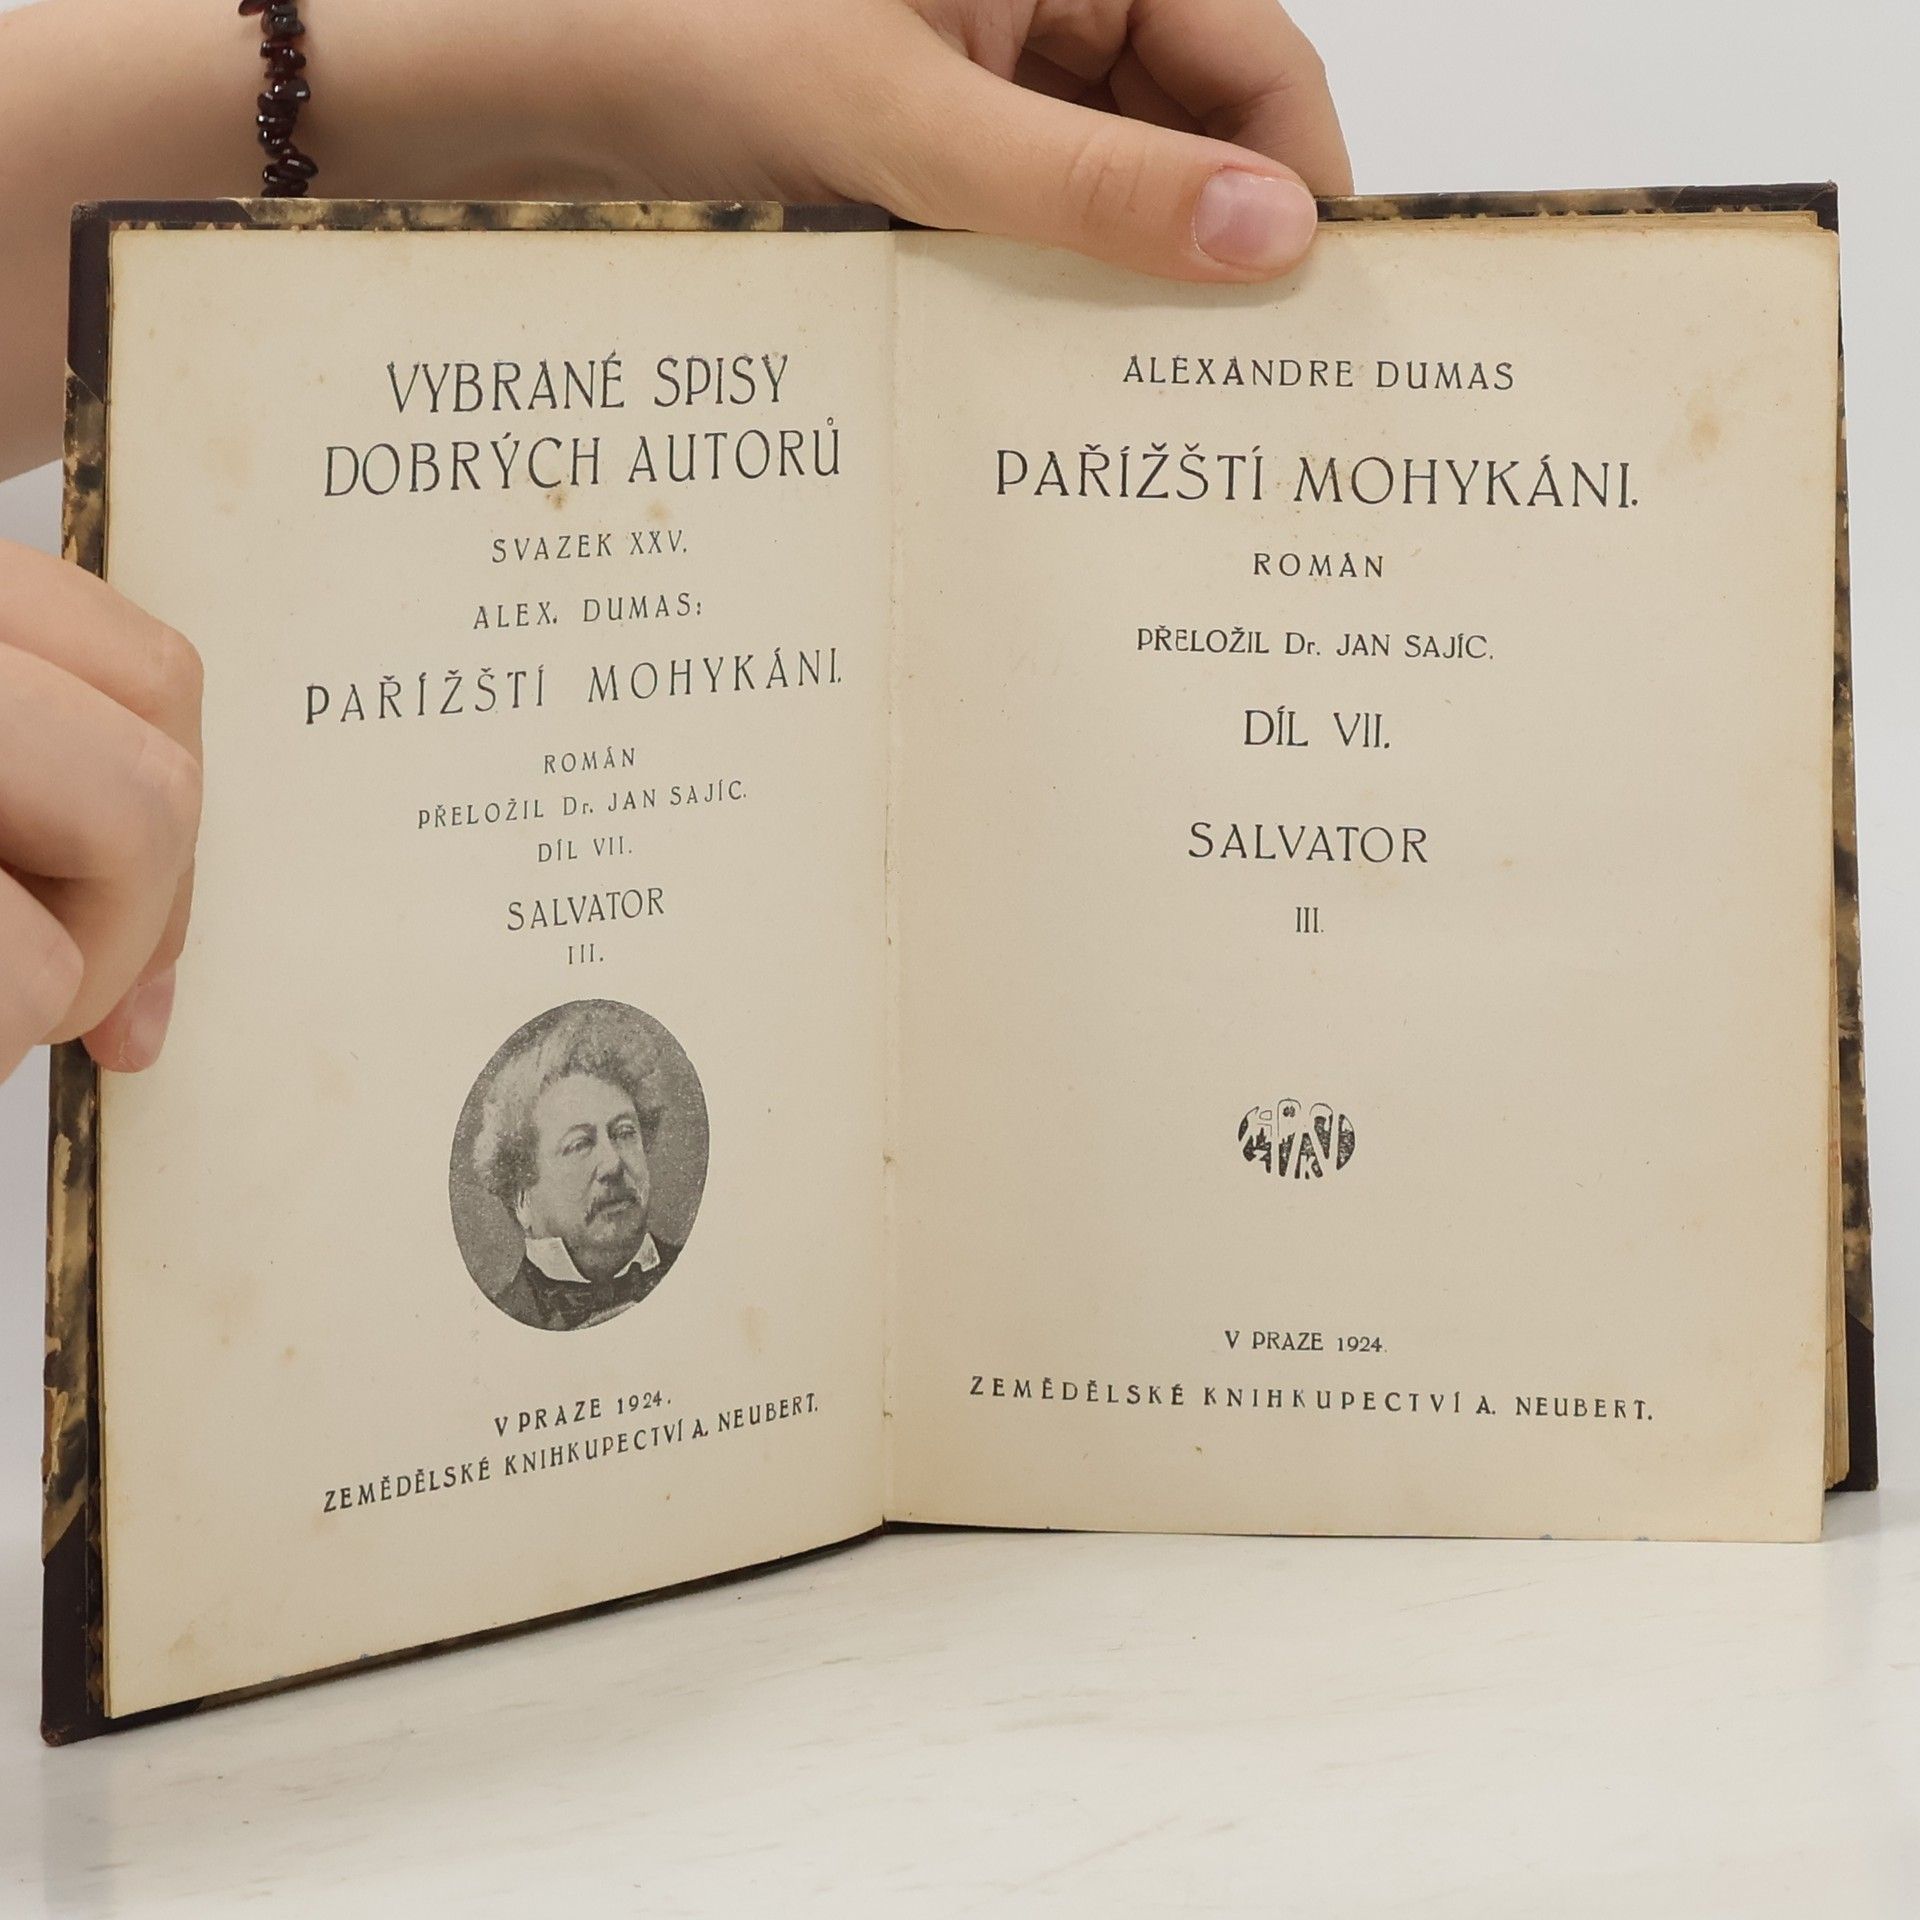 VYBRANÉ SPISY
DOBRÝCH AUTORŮ
SVAZEK XXV.
ALEX. DUMAS:
PAŘÍŽŠTÍ MOHYKÁNI.
ROMÁN
PŘELOŽIL Dr. JAN SAJÍC.
DÍL VII.
SALVATOR
III.
V PRAZE 1924.
ZEMĚDĚLSKÉ KNIHKUPECTVÍ A. NEUBERT.
ALEXANDRE DUMAS
PAŘÍŽŠTÍ MOHYKÁNI.
ROMÁN
PŘELOŽIL Dr. JAN SAJÍC.
DÍL VII.
SALVATOR
III.
V PRAZE 1924.
ZEMĚDĚLSKÉ KNIHKUPECTVÍ A. NEUBERT.